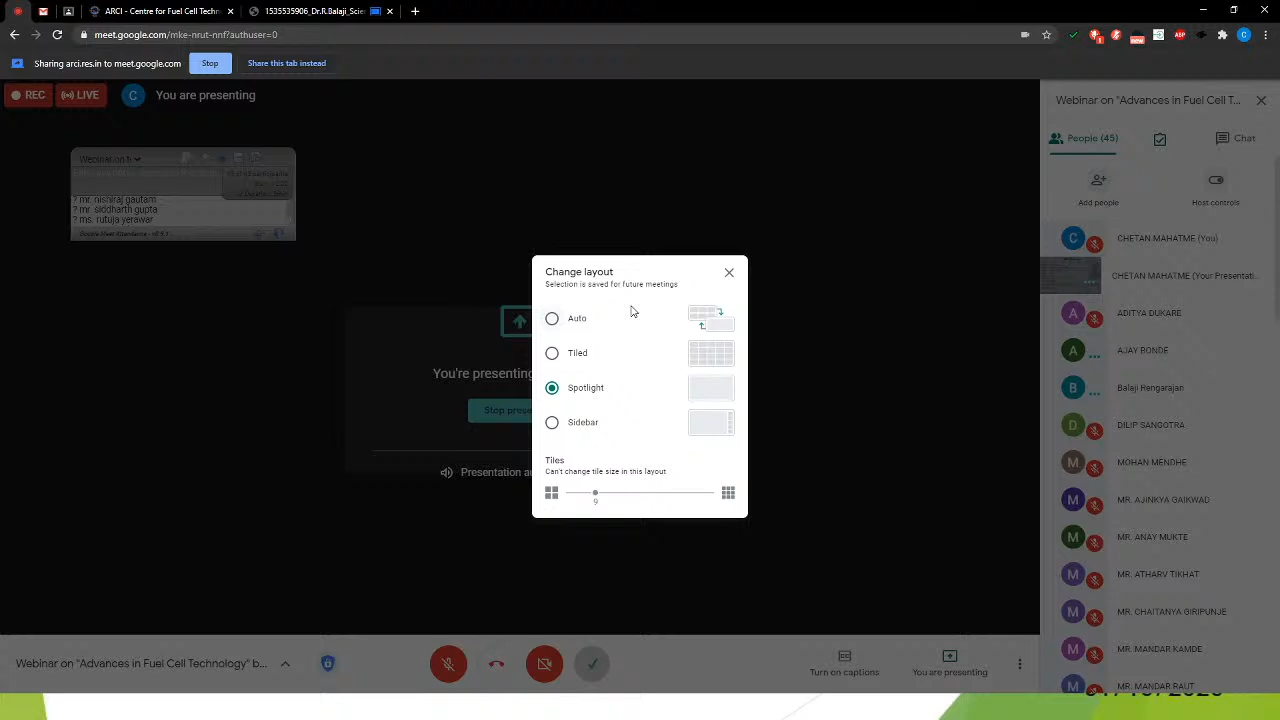 ARCI - Centre for Fuel Cell Techn
1535535906_Dr.R.Balaji_Scien
meet.google.com/mke-nrut-nnf?authuser=0
Sharing arci.res.in to meet.google.com
Stop
Share this tab instead
REC
LIVE
C
You are presenting
Webinar on "Advances in Fuel Cell T...
People (45)
Chat
Add people
Host controls
? mr. nishiraj gautam
? mr. siddharth gupta
? ms. rutuja yerawar
CHETAN MAHATME (You)
CHETAN MAHATME (Your Presentati...
ADITYA DUKARE
AJAY BONDE
Balaji Rengarajan
DILIP SANGOTRA
MOHAN MENDHE
MR. AJINKYA GAIKWAD
MR. ANAY MUKTE
MR. ATHARV TIKHAT
MR. CHAITANYA GIRIPUNJE
MR. MANDAR KAMDE
MR. MANDAR RAUT
Change layout
Selection is saved for future meetings
Auto
Tiled
Spotlight
Sidebar
Tiles
Can't change tile size in this layout
9
You're presenting
Stop prese
Presentation a
Webinar on "Advances in Fuel Cell Technology" b...
Turn on captions
You are presenting